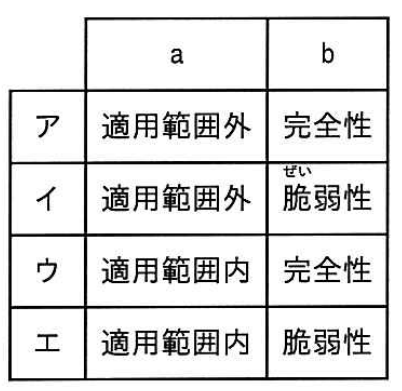 a b
ア 適用範囲外 完全性
イ 適用範囲外 脆弱性
ぜい
ウ 適用範囲内 完全性
エ 適用範囲内 脆弱性